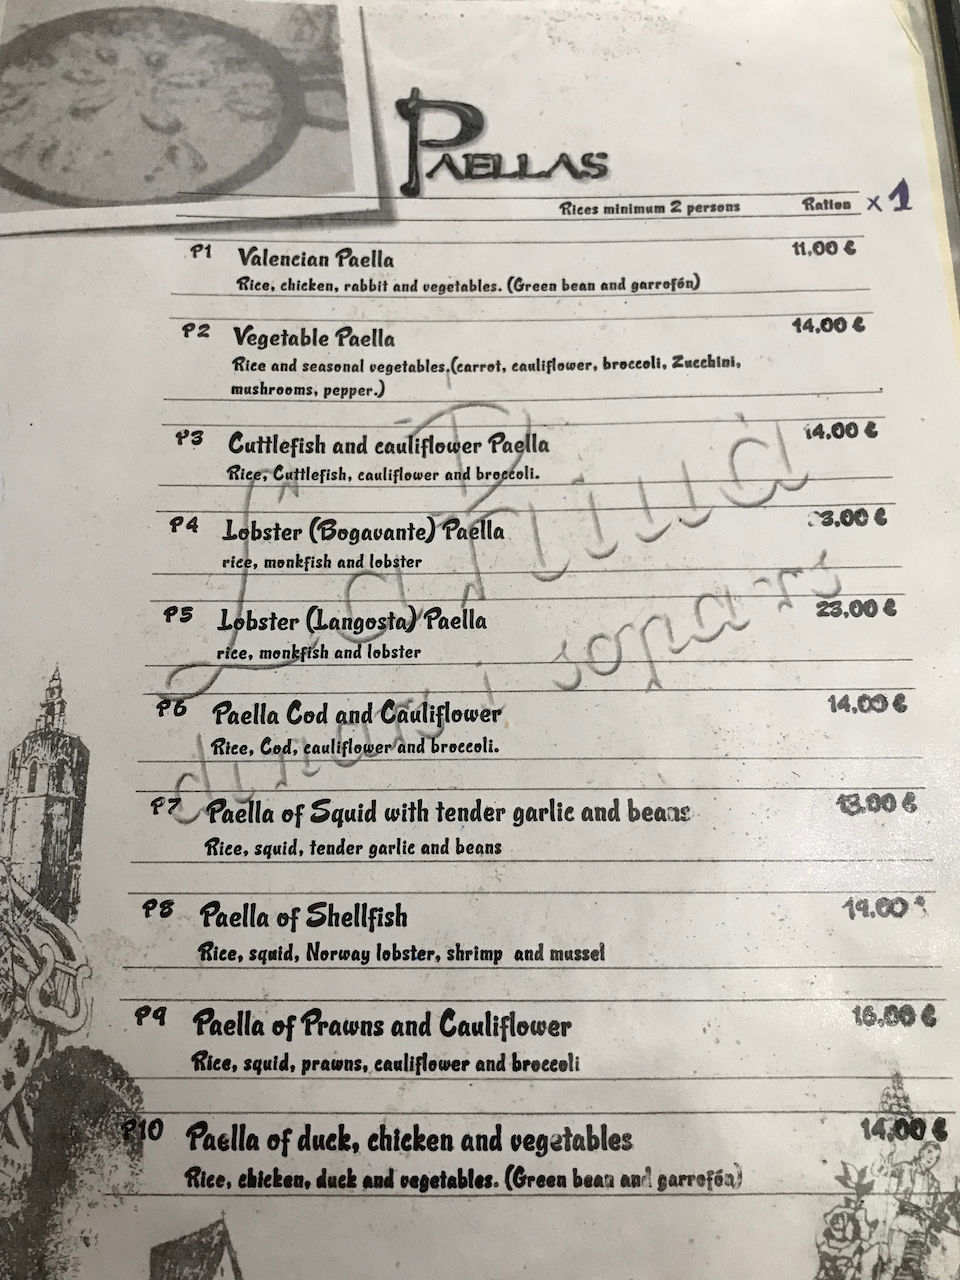 PAELLAS
Rices minimum 2 persons Ration x 1
P1 Valencian Paella 11,00 €
Rice, chicken, rabbit and vegetables. (Green bean and garrofón)
P2 Vegetable Paella 14,00 €
Rice and seasonal vegetables.(carrot, cauliflower, broccoli, Zucchini,
mushrooms, pepper.)
P3 Cuttlefish and cauliflower Paella 14,00 €
Rice, Cuttlefish, cauliflower and broccoli.
P4 Lobster (Bogavante) Paella
rice, monkfish and lobster
P5 Lobster (Langosta) Paella 23,00 €
rice, monkfish and lobster
P6 Paella Cod and Cauliflower 14,00 €
Rice, Cod, cauliflower and broccoli.
P7 Paella of Squid with tender garlic and beans 13,00 €
Rice, squid, tender garlic and beans
P8 Paella of Shellfish
Rice, squid, Norway lobster, shrimp and mussel
P9 Paella of Prawns and Cauliflower 16,00 €
Rice, squid, prawns, cauliflower and broccoli
P10 Paella of duck, chicken and vegetables 14,00 €
Rice, chicken, duck and vegetables. (Green bean and garrofón)
La Riuà
dinars i sopars